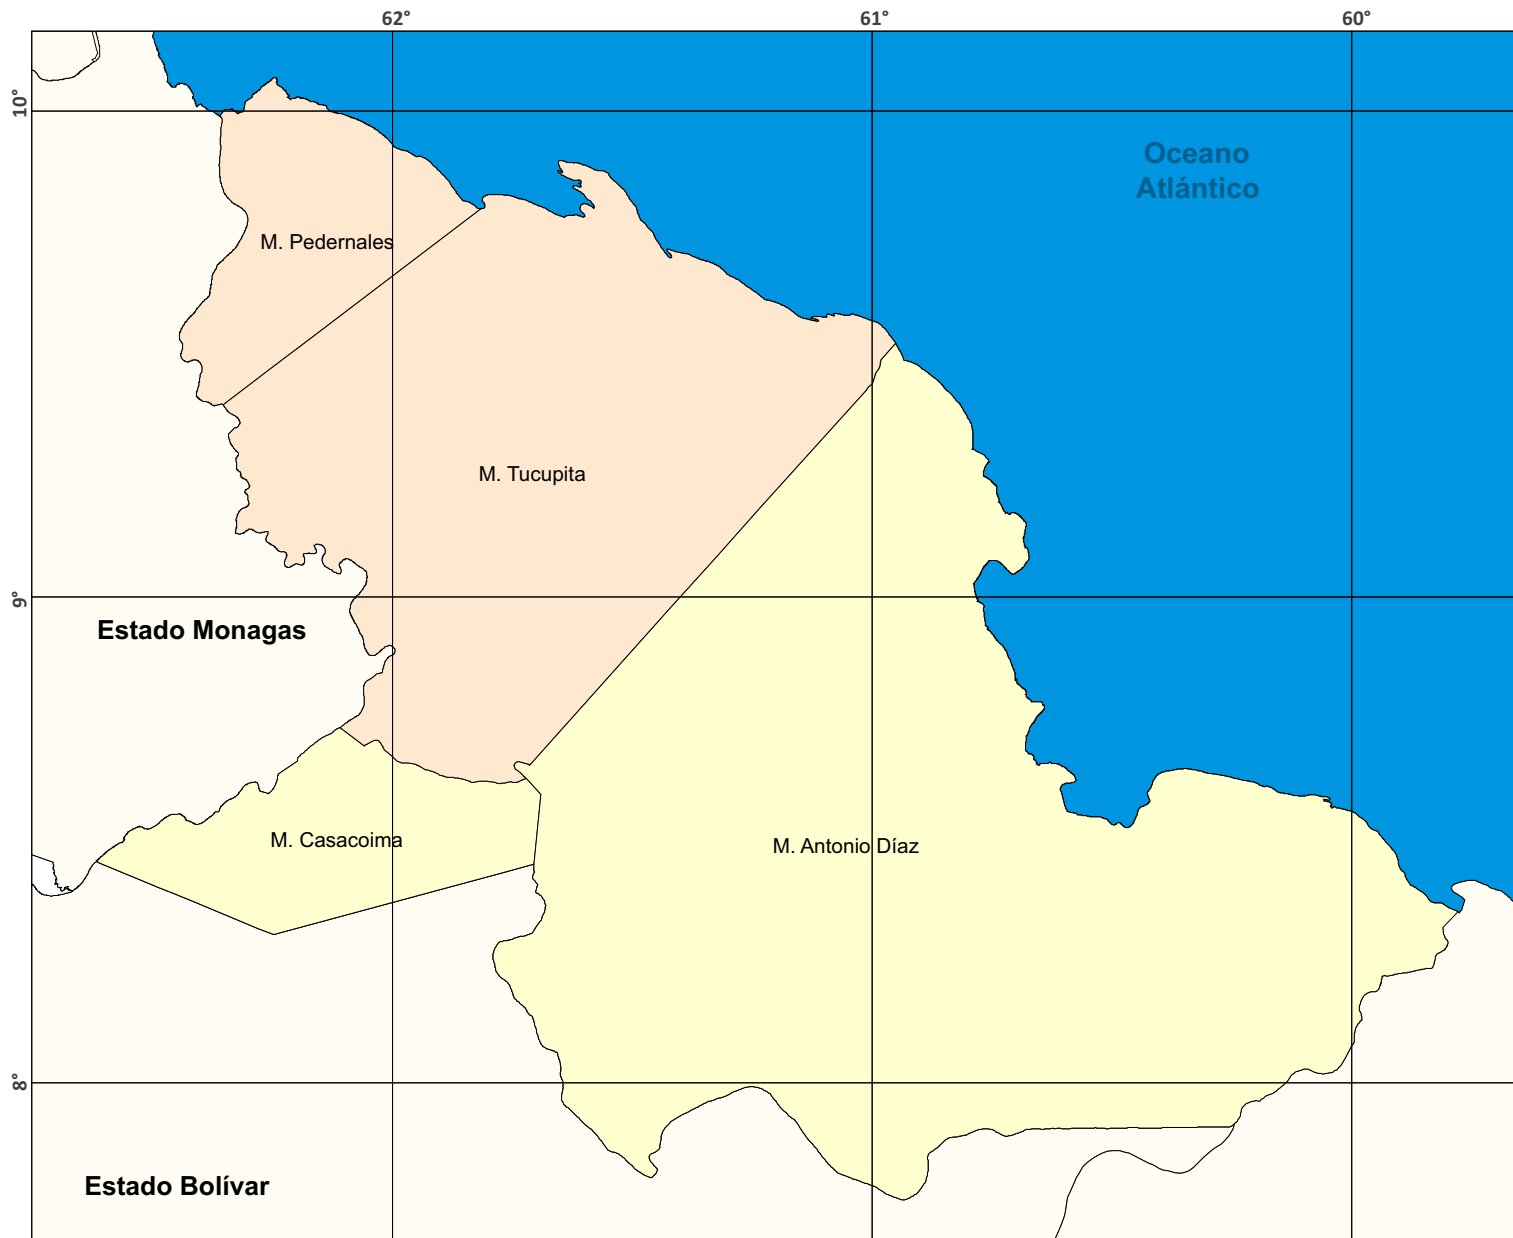 62°
61°
60°
10°
Oceano
Atlántico
M. Pedernales
M. Tucupita
9°
Estado Monagas
M. Casacoima
M. Antonio Díaz
8°
Estado Bolívar